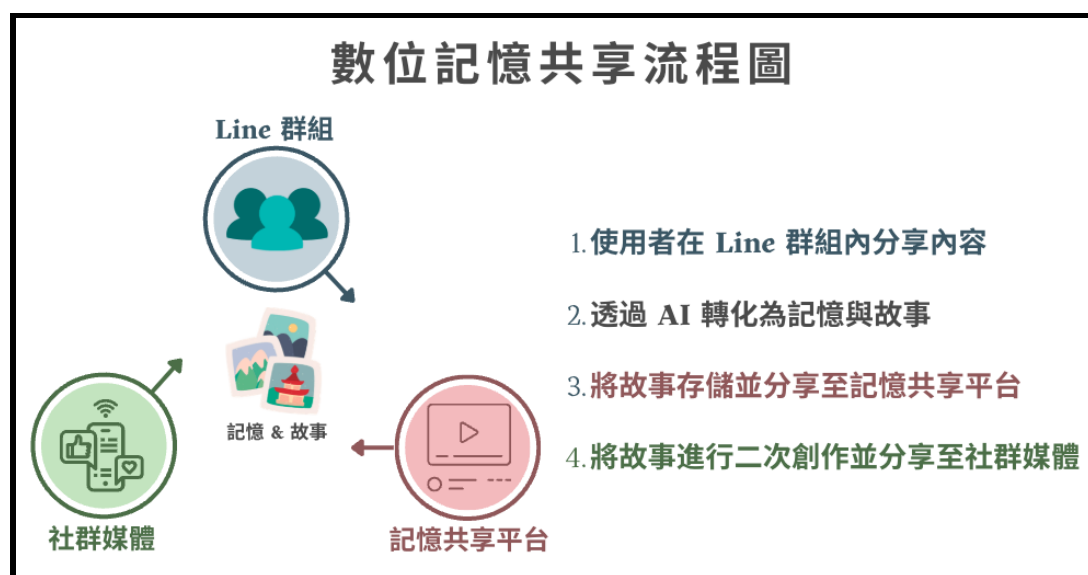 數位記憶共享流程圖
Line 群組
記憶 & 故事
社群媒體
記憶共享平台
1. 使用者在 Line 群組內分享內容
2. 透過 AI 轉化為記憶與故事
3. 將故事存儲並分享至記憶共享平台
4. 將故事進行二次創作並分享至社群媒體